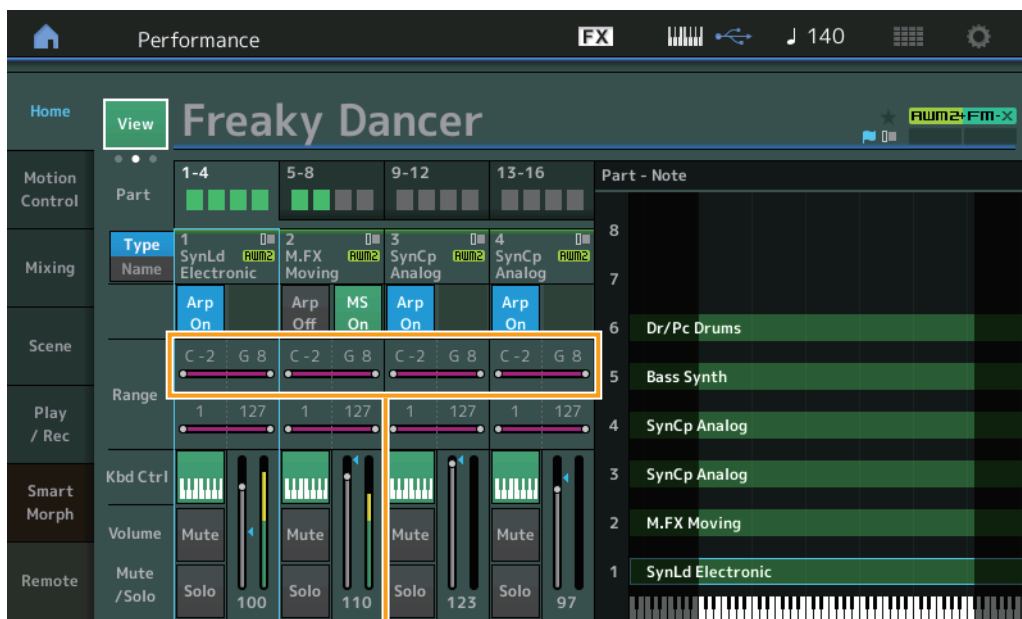 Performance
FX
140
Home
View
Freaky Dancer
AWM2+FM-X
Motion
Control
Part
1-4
5-8
9-12
13-16
Part - Note
Type
Name
1
SynLd
AWM2
Electronic
2
M.FX
AWM2
Moving
3
SynCp
AWM2
Analog
4
SynCp
AWM2
Analog
Mixing
Arp
On
Arp
Off
MS
On
Arp
On
Arp
On
Scene
Range
C -2 G 8
C -2 G 8
C -2 G 8
C -2 G 8
1 127
1 127
1 127
1 127
Play
/ Rec
Kbd Ctrl
Smart
Morph
Volume
Mute
Mute
Mute
Mute
Remote
Mute
/Solo
Solo
100
Solo
110
Solo
123
Solo
97
8
7
6 Dr/Pc Drums
5 Bass Synth
4 SynCp Analog
3 SynCp Analog
2 M.FX Moving
1 SynLd Electronic